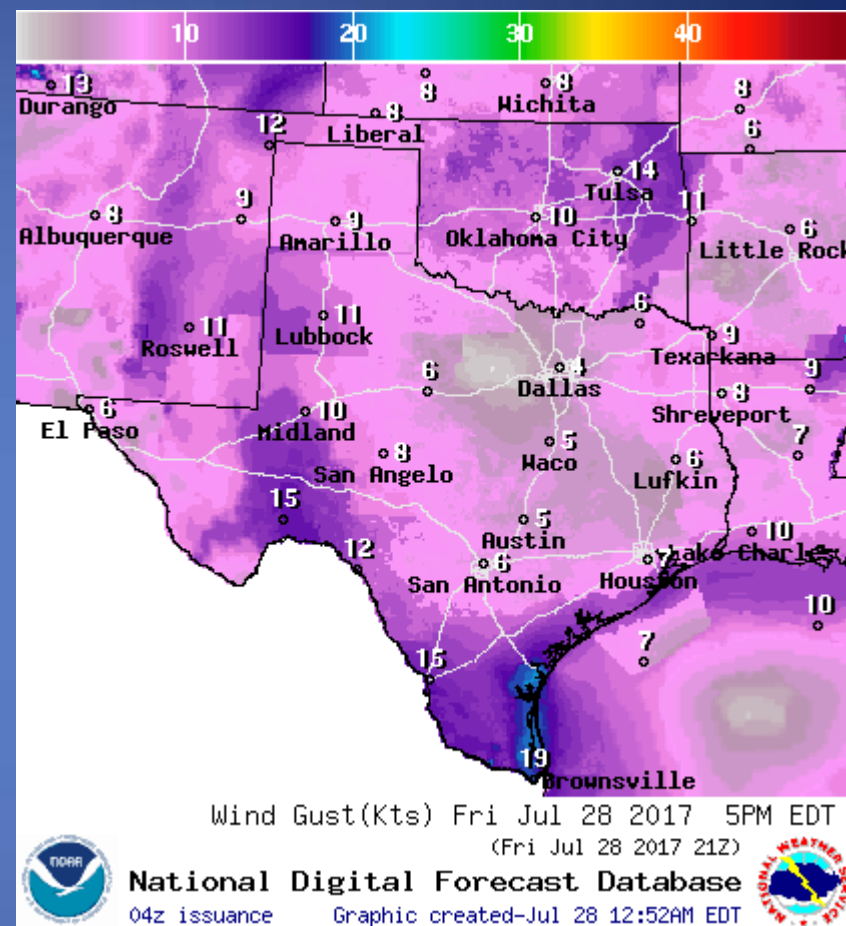 10 20 30 40
13
Durango
8
8
Wichita
8
8
Liberal
12
6
14
Tulsa
8
Albuquerque
9
9
Amarillo
10
Oklahoma City
11
6
Little Rock
11
Roswell
11
Lubbock
6
9
Texarkana
4
Dallas
6
6
El Paso
10
Midland
8
Shreveport
9
8
San Angelo
5
Waco
6
Lufkin
7
15
5
Austin
10
Lake Charles
12
6
San Antonio
7
Houston
10
15
7
19
Brownsville
Wind Gust(Kts) Fri Jul 28 2017 5PM EDT
(Fri Jul 28 2017 21Z)
National Digital Forecast Database
04z issuance Graphic created-Jul 28 12:52AM EDT
NOAA
NATIONAL WEATHER SERVICE